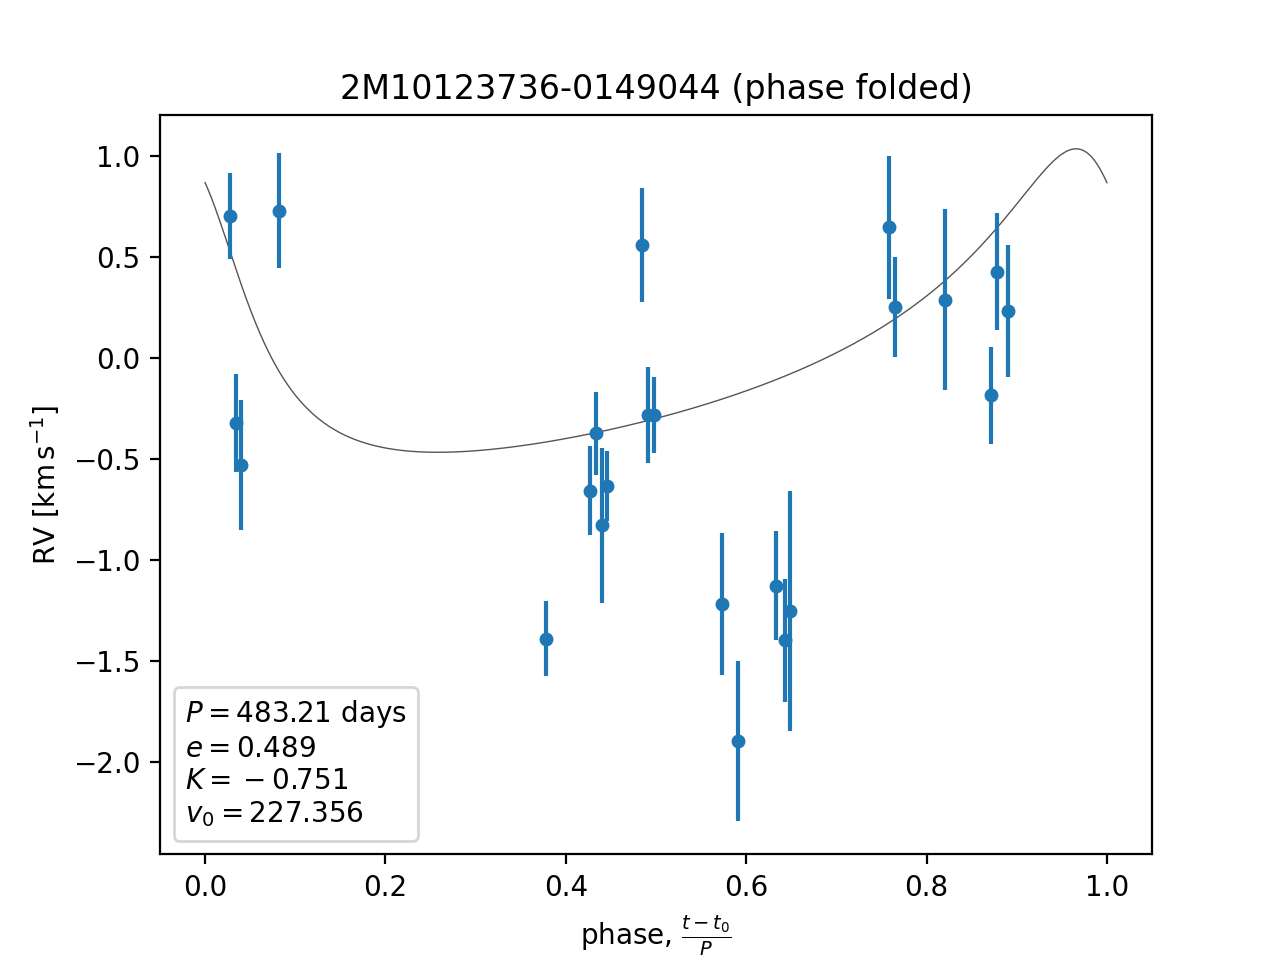 2M10123736-0149044 (phase folded)
1.0
0.5
0.0
−0.5
−1.0
−1.5
−2.0
RV [km s⁻¹]
P = 483.21 days
e = 0.489
K = −0.751
v₀ = 227.356
0.0 0.2 0.4 0.6 0.8 1.0
phase, (t − t₀)/P